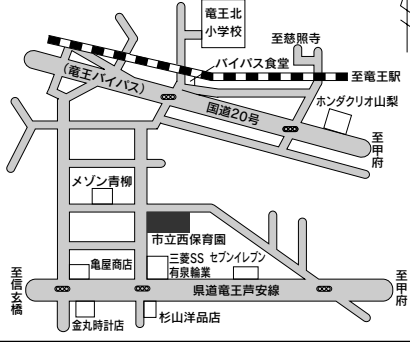 竜王北
小学校
至慈照寺
バイパス食堂
至竜王駅
(竜王バイパス)
国道20号
ホンダクリオ山梨
至甲府
メゾン青柳
市立西保育園
亀屋商店
三菱SS
有泉輪業
セブンイレブン
至信玄橋
県道竜王芦安線
至甲府
金丸時計店
杉山洋品店